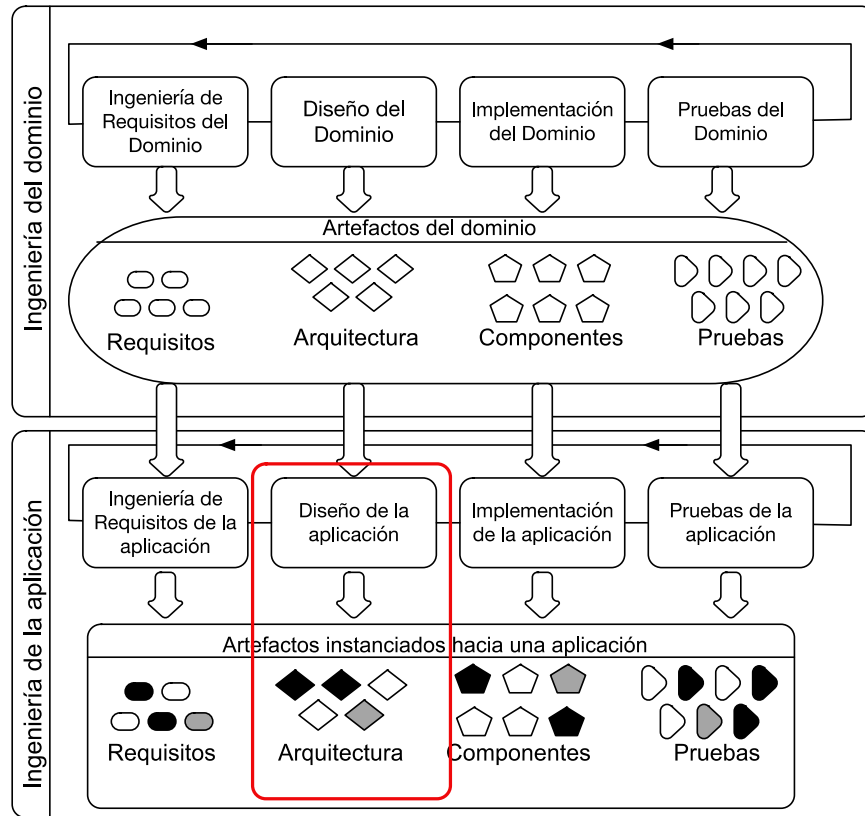 Ingeniería del dominio
Ingeniería de
Requisitos del
Dominio
Diseño del
Dominio
Implementación
del Dominio
Pruebas del
Dominio
Artefactos del dominio
Requisitos
Arquitectura
Componentes
Pruebas
Ingeniería de la aplicación
Ingeniería de
Requisitos de la
aplicación
Diseño de la
aplicación
Implementación
de la aplicación
Pruebas de la
aplicación
Artefactos instanciados hacia una aplicación
Requisitos
Arquitectura
Componentes
Pruebas